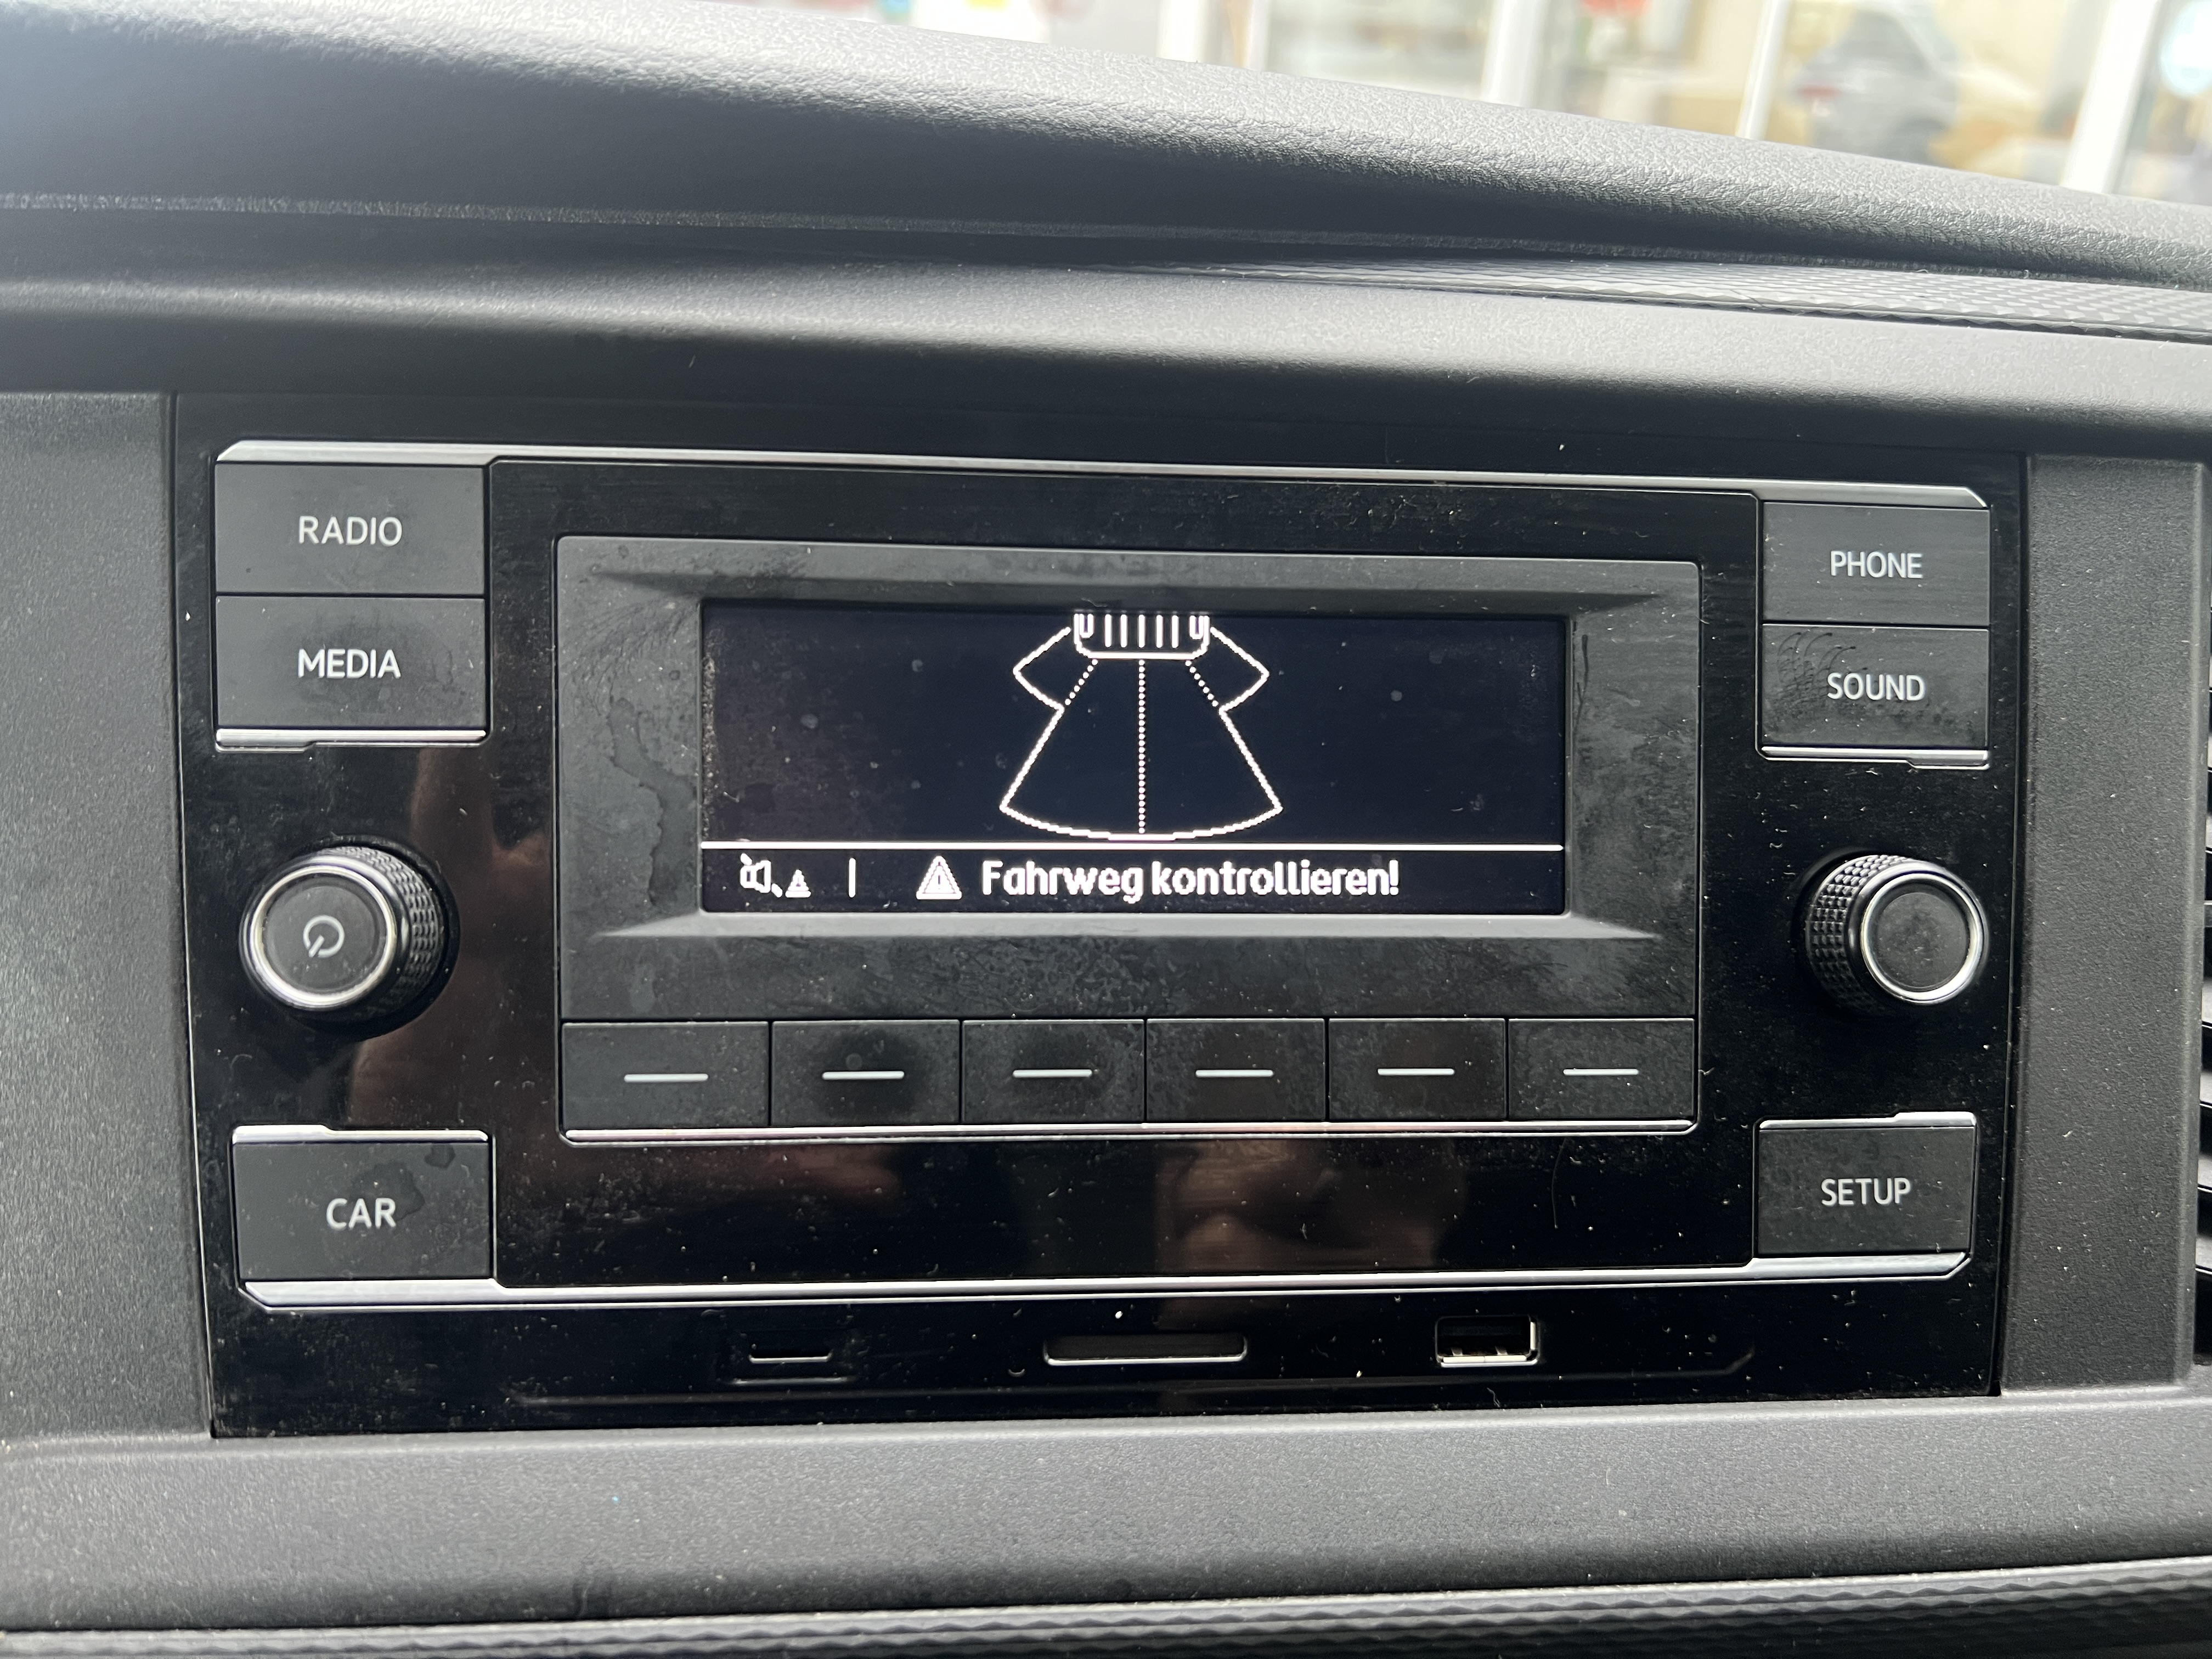 RADIO
MEDIA
PHONE
SOUND
Fahrweg kontrollieren!
CAR
SETUP